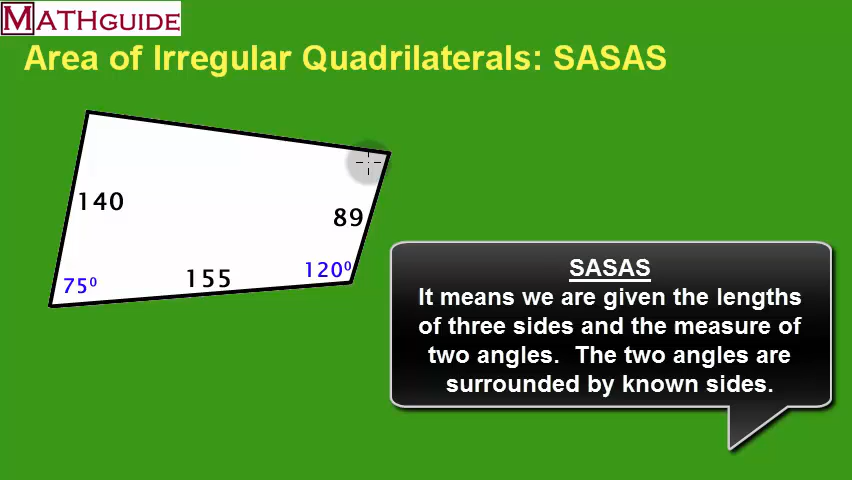 MATHGUIDE
Area of Irregular Quadrilaterals: SASAS
140
89
75⁰
155
120⁰
SASAS
It means we are given the lengths
of three sides and the measure of
two angles. The two angles are
surrounded by known sides.